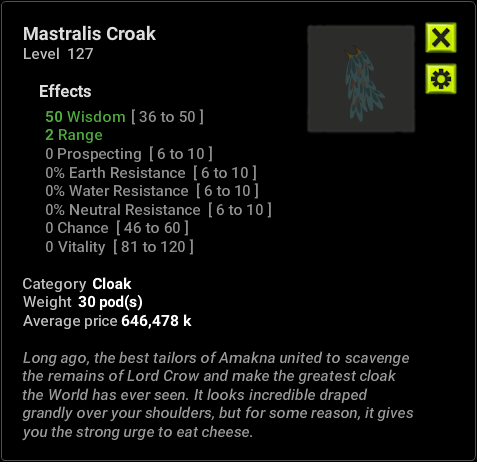 Mastralis Croak
Level 127
Effects
50 Wisdom [ 36 to 50 ]
2 Range
0 Prospecting [ 6 to 10 ]
0% Earth Resistance [ 6 to 10 ]
0% Water Resistance [ 6 to 10 ]
0% Neutral Resistance [ 6 to 10 ]
0 Chance [ 46 to 60 ]
0 Vitality [ 81 to 120 ]
Category Cloak
Weight 30 pod(s)
Average price 646,478 k
Long ago, the best tailors of Amakna united to scavenge
the remains of Lord Crow and make the greatest cloak
the World has ever seen. It looks incredible draped
grandly over your shoulders, but for some reason, it gives
you the strong urge to eat cheese.